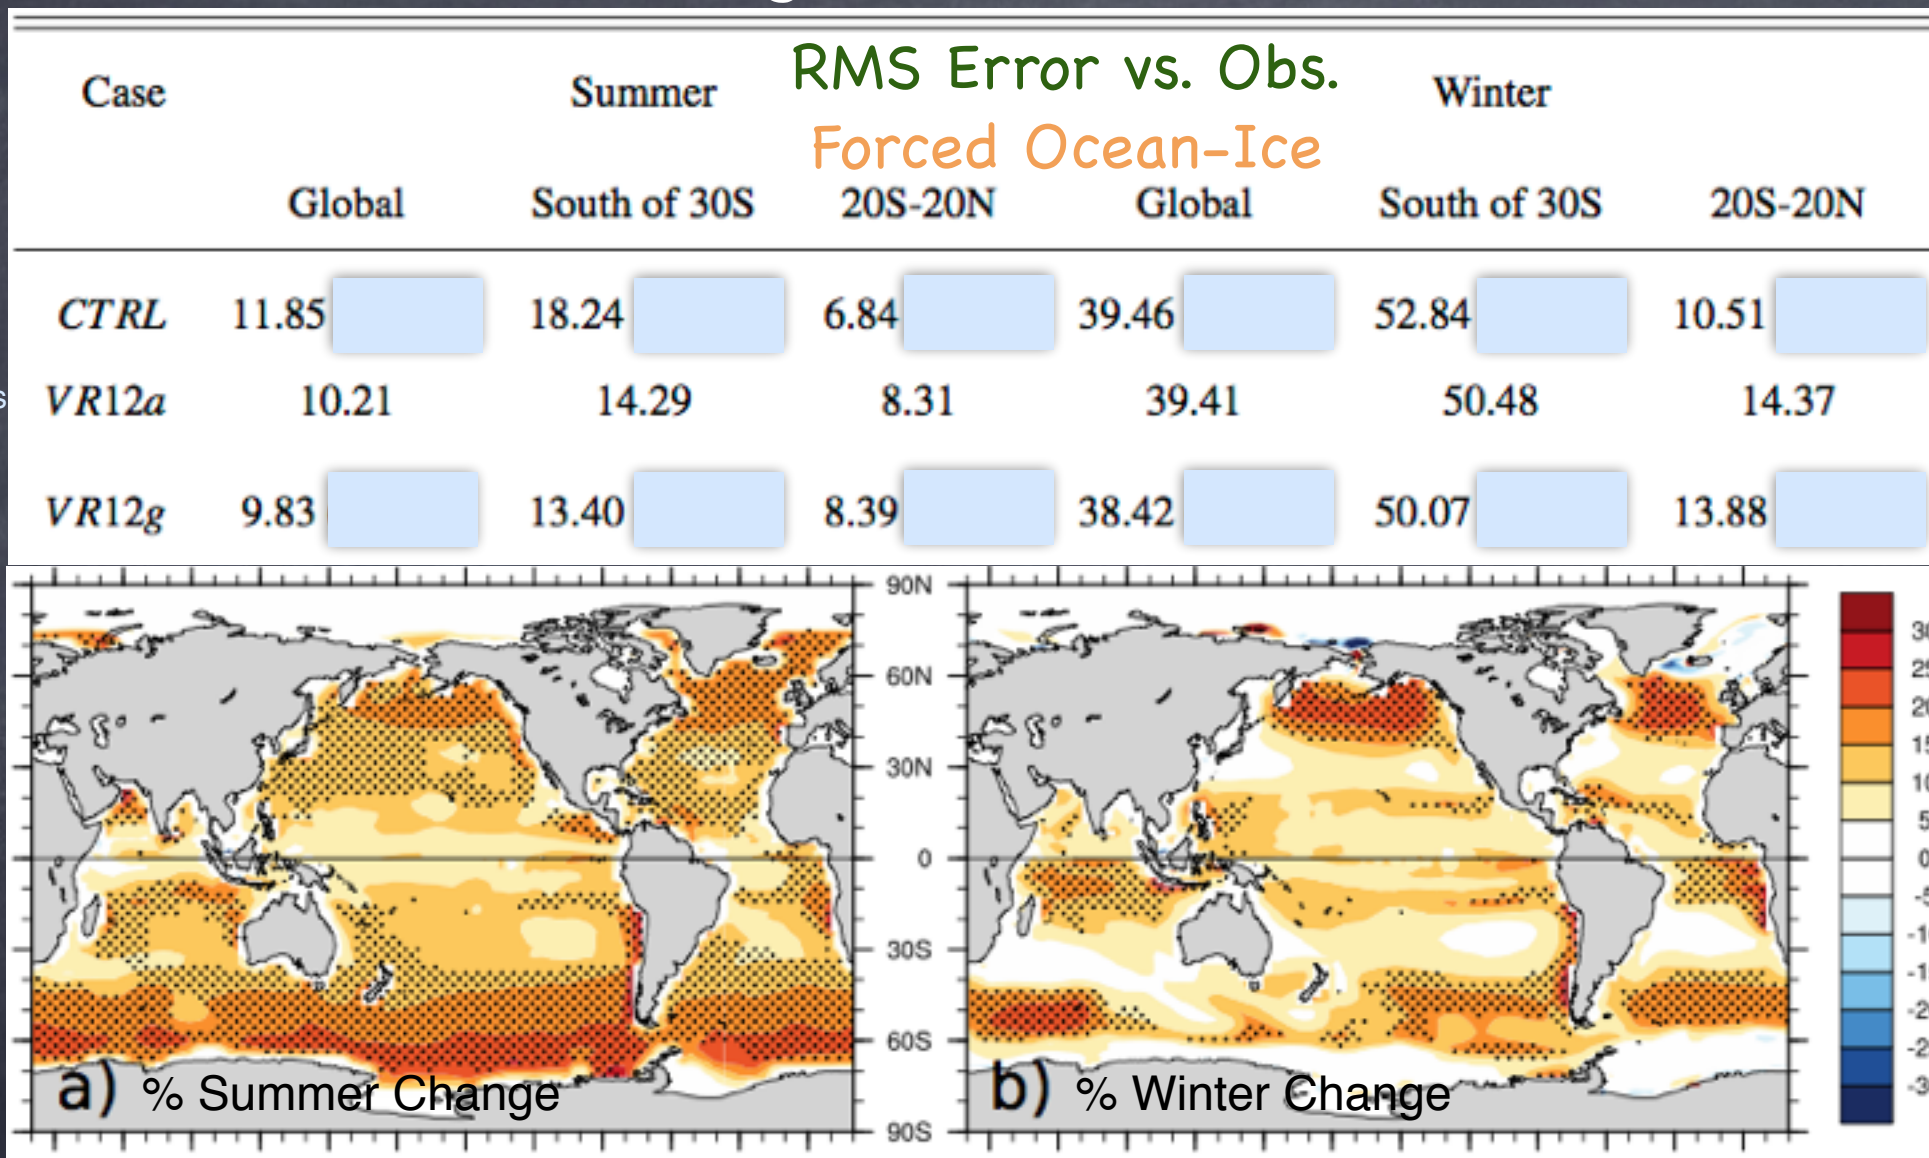 RMS Error vs. Obs.
Case Summer Winter
Forced Ocean-Ice
Global South of 30S 20S-20N Global South of 30S 20S-20N
CTRL 11.85 18.24 6.84 39.46 52.84 10.51
s
VR12a 10.21 14.29 8.31 39.41 50.48 14.37
VR12g 9.83 13.40 8.39 38.42 50.07 13.88
90N
60N
30N
0
30S
60S
90S
a) % Summer Change
b) % Winter Change
5
0